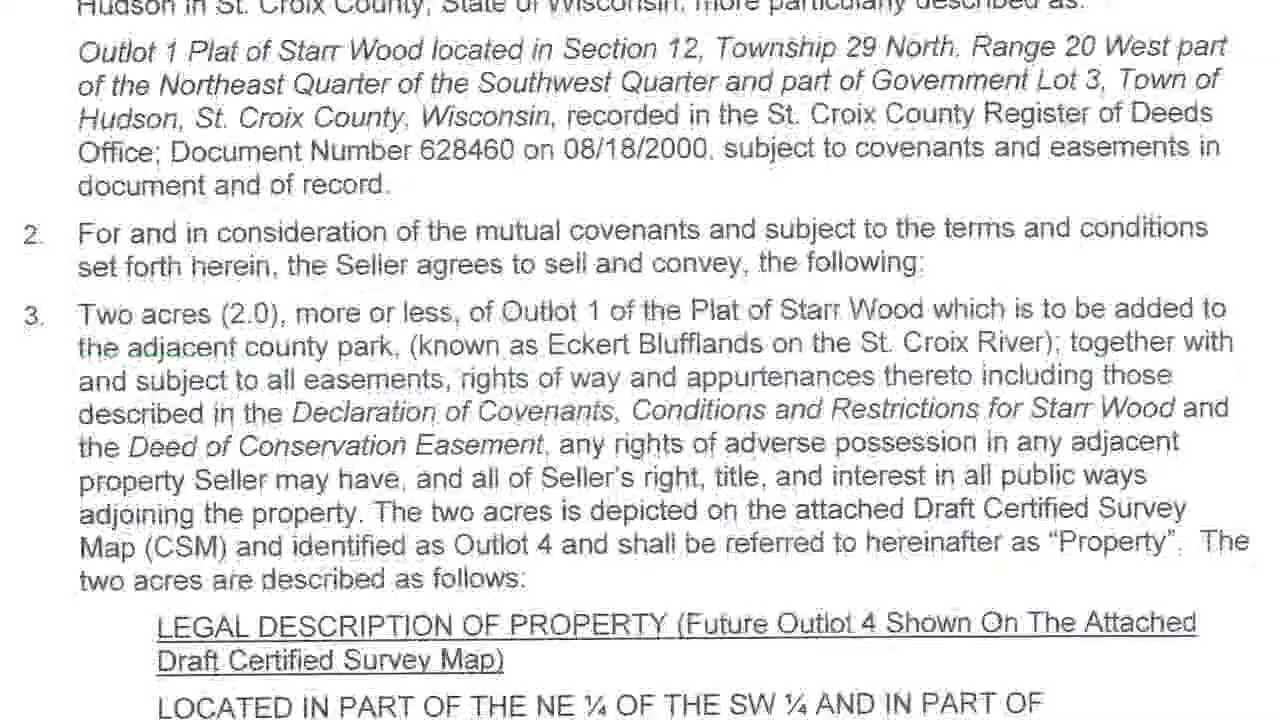 Hudson in St. Croix County, State of Wisconsin, more particularly described as:
Outlot 1 Plat of Starr Wood located in Section 12, Township 29 North, Range 20 West part
of the Northeast Quarter of the Southwest Quarter and part of Government Lot 3, Town of
Hudson, St. Croix County, Wisconsin, recorded in the St. Croix County Register of Deeds
Office; Document Number 628460 on 08/18/2000, subject to covenants and easements in
document and of record.
2. For and in consideration of the mutual covenants and subject to the terms and conditions
set forth herein, the Seller agrees to sell and convey, the following:
3. Two acres (2.0), more or less, of Outlot 1 of the Plat of Starr Wood which is to be added to
the adjacent county park, (known as Eckert Blufflands on the St. Croix River); together with
and subject to all easements, rights of way and appurtenances thereto including those
described in the Declaration of Covenants, Conditions and Restrictions for Starr Wood and
the Deed of Conservation Easement, any rights of adverse possession in any adjacent
property Seller may have, and all of Seller's right, title, and interest in all public ways
adjoining the property. The two acres is depicted on the attached Draft Certified Survey
Map (CSM) and identified as Outlot 4 and shall be referred to hereinafter as “Property”. The
two acres are described as follows:
LEGAL DESCRIPTION OF PROPERTY (Future Outlot 4 Shown On The Attached
Draft Certified Survey Map)
LOCATED IN PART OF THE NE ¼ OF THE SW ¼ AND IN PART OF